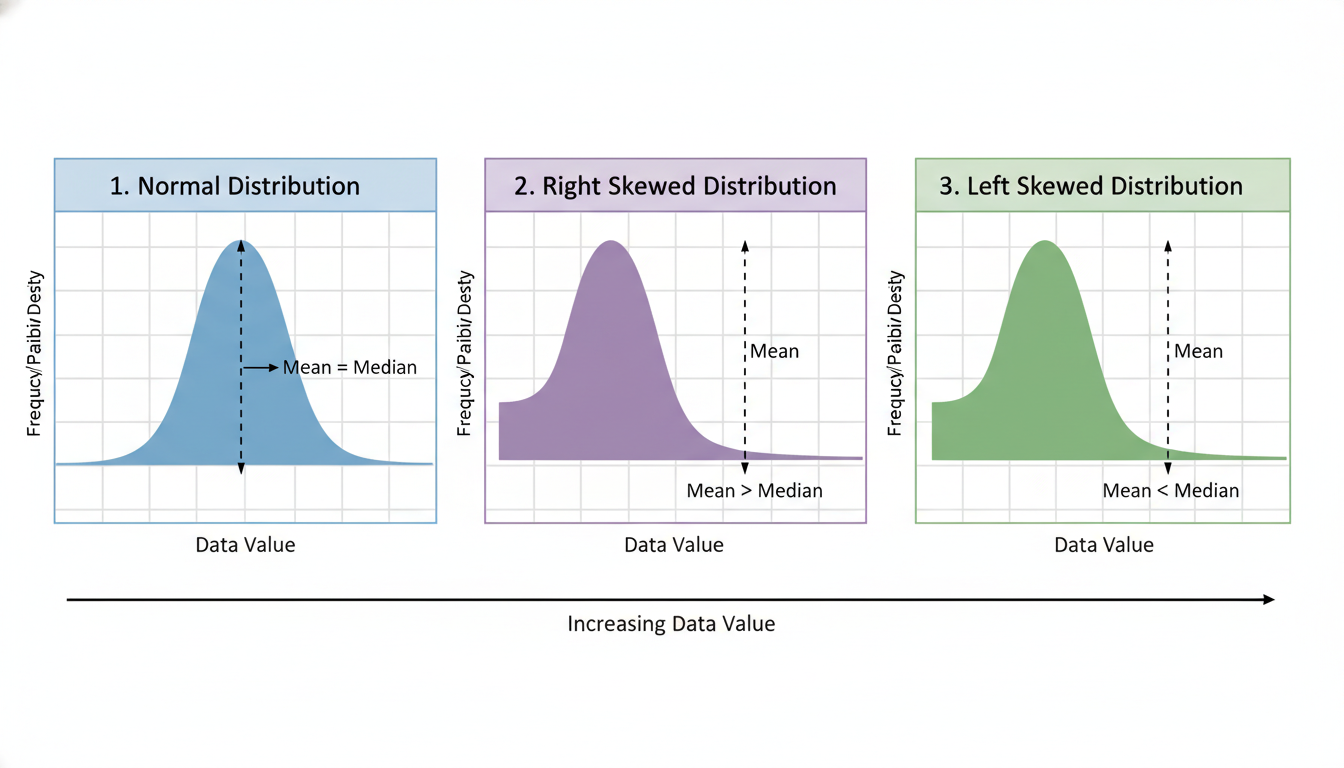 1. Normal Distribution
Frequcy/Paibi/Desty
Mean = Median
Data Value
2. Right Skewed Distribution
Frequcy/Paibi/Desty
Mean
Mean > Median
Data Value
3. Left Skewed Distribution
Frequcy/Paibi/Desty
Mean
Mean < Median
Data Value
Increasing Data Value